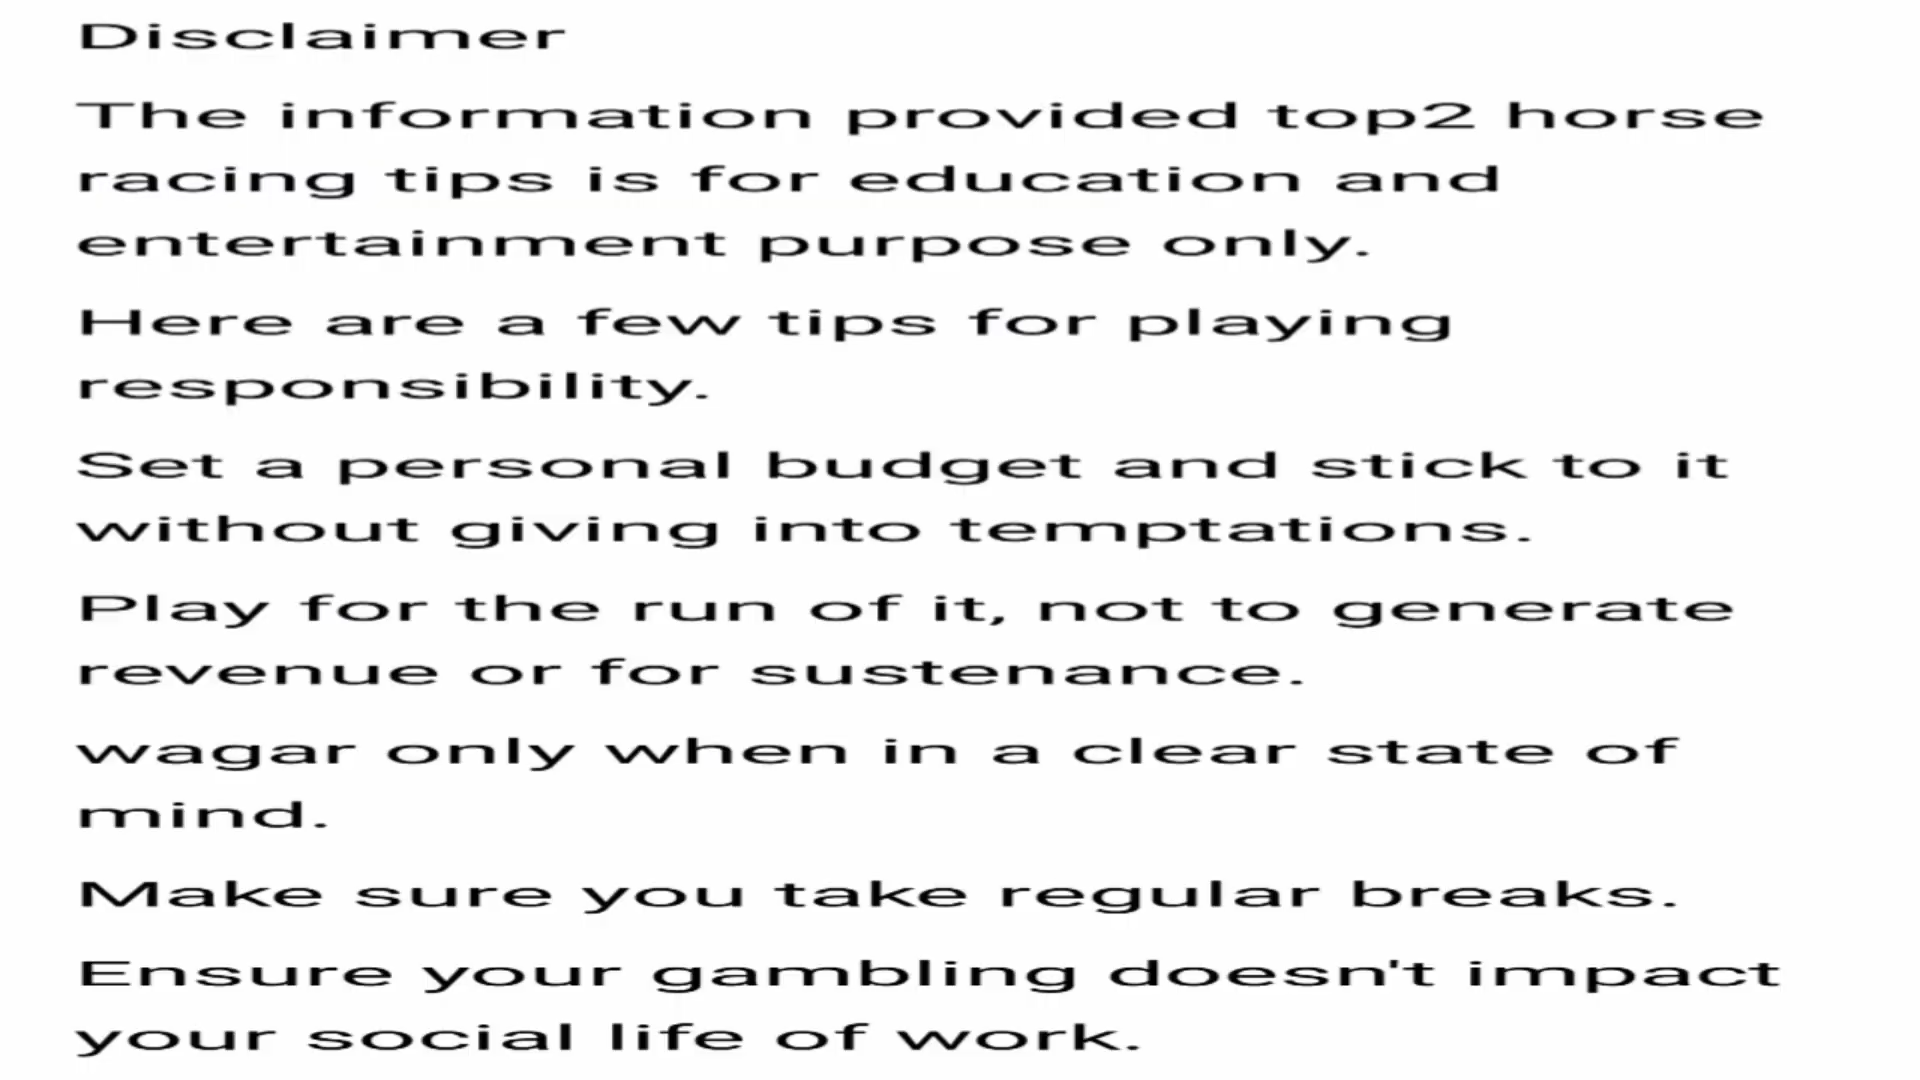 Disclaimer
The information provided top2 horse
racing tips is for education and
entertainment purpose only.
Here are a few tips for playing
responsibility.
Set a personal budget and stick to it
without giving into temptations.
Play for the run of it, not to generate
revenue or for sustenance.
wagar only when in a clear state of
mind.
Make sure you take regular breaks.
Ensure your gambling doesn't impact
your social life of work.